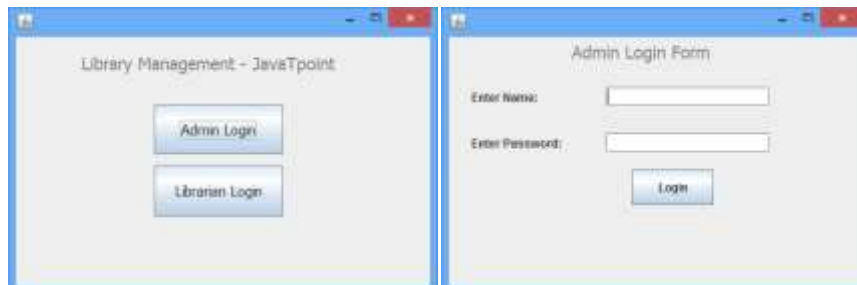 Library Management - JavaTpoint
Admin Login
Librarian Login
Admin Login Form
Enter Name:
Enter Password:
Login